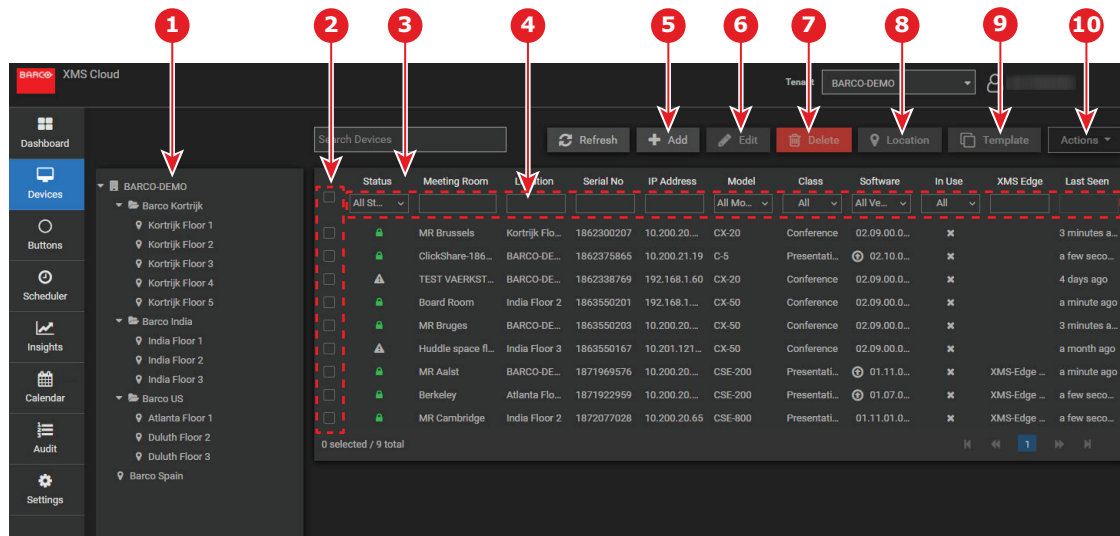 1 2 3 4 5 6 7 8 9 10
BARCO XMS Cloud
Tenant BARCO-DEMO
Dashboard
Devices
Buttons
Scheduler
Insights
Calendar
Audit
Settings
BARCO-DEMO
Barco Kortrijk
Kortrijk Floor 1
Kortrijk Floor 2
Kortrijk Floor 3
Kortrijk Floor 4
Kortrijk Floor 5
Barco India
India Floor 1
India Floor 2
India Floor 3
Barco US
Atlanta Floor 1
Duluth Floor 2
Duluth Floor 3
Barco Spain
Search Devices Refresh Add Edit Delete Location Template Actions
Status Meeting Room Location Serial No IP Address Model Class Software In Use XMS Edge Last Seen
All St... All Mo... All All Ve... All
MR Brussels Kortrijk Flo... 1862300207 10.200.20.... CX-20 Conference 02.09.00.0... 3 minutes a...
ClickShare-186... BARCO-DE... 1862375865 10.200.21.19 C-5 Presentati... 02.10.0... a few seco...
TEST VAERKST... BARCO-DE... 1862338769 192.168.1.60 CX-20 Conference 02.09.00.0... 4 days ago
Board Room India Floor 2 1863550201 192.168.1.... CX-50 Conference 02.09.00.0... a minute ago
MR Bruges BARCO-DE... 1863550203 10.200.20.... CX-50 Conference 02.09.00.0... 3 minutes a...
Huddle space fl... India Floor 3 1863550167 10.201.121... CX-50 Conference 02.09.00.0... a month ago
MR Aalst BARCO-DE... 1871969576 10.200.20.... CSE-200 Presentati... 01.11.0... XMS-Edge ... a minute ago
Berkeley Atlanta Flo... 1871922959 10.200.20.... CSE-200 Presentati... 01.07.0... XMS-Edge ... a few seco...
MR Cambridge India Floor 2 1872077028 10.200.20.65 CSE-800 Presentati... 01.11.01.0... XMS-Edge ... a few seco...
0 selected / 9 total 1